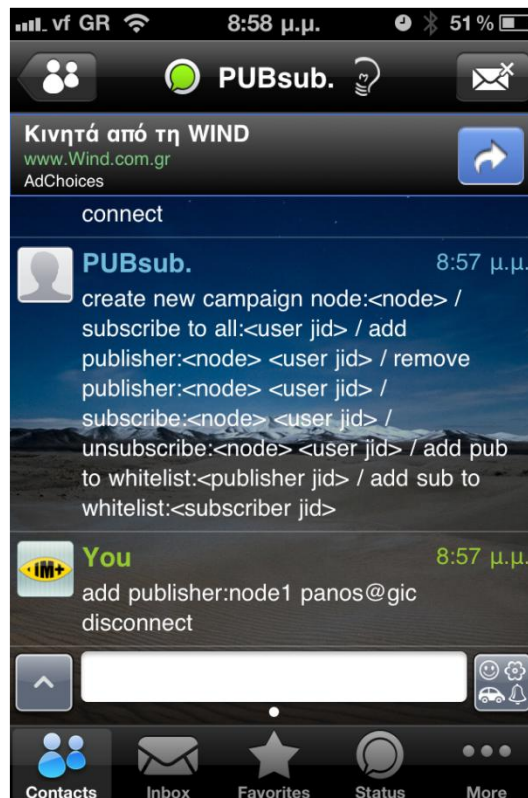 vf GR 8:58 μ.μ. 51 %
PUBsub.
Κινητά από τη WIND
www.Wind.com.gr
AdChoices
connect
PUBsub. 8:57 μ.μ.
create new campaign node:<node> /
subscribe to all:<user jid> / add
publisher:<node> <user jid> / remove
publisher:<node> <user jid> /
subscribe:<node> <user jid> /
unsubscribe:<node> <user jid> / add pub
to whitelist:<publisher jid> / add sub to
whitelist:<subscriber jid>
IM+ You 8:57 μ.μ.
add publisher:node1 panos@gic
disconnect
Contacts Inbox Favorites Status More